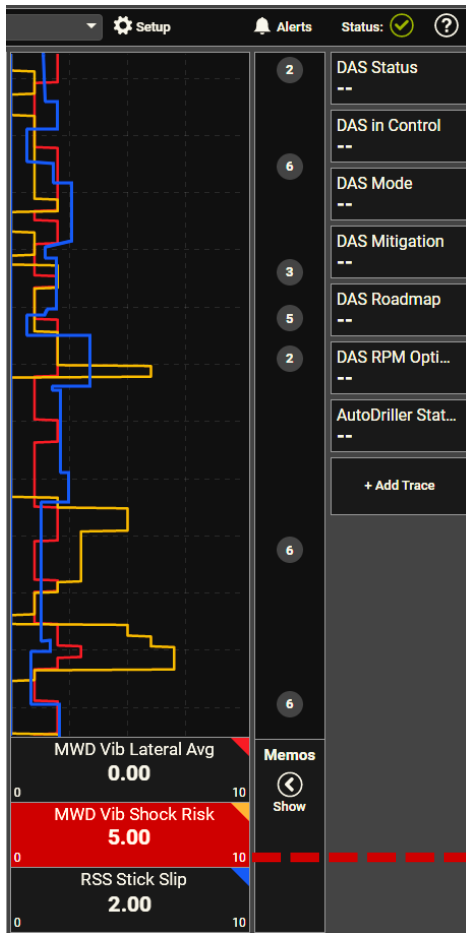 Setup
Alerts
Status:
?
2
6
3
5
2
6
6
DAS Status
--
DAS in Control
--
DAS Mode
--
DAS Mitigation
--
DAS Roadmap
--
DAS RPM Opti...
--
AutoDriller Stat...
--
+ Add Trace
MWD Vib Lateral Avg
0.00
0 10
MWD Vib Shock Risk
5.00
0 10
RSS Stick Slip
2.00
0 10
Memos
Show